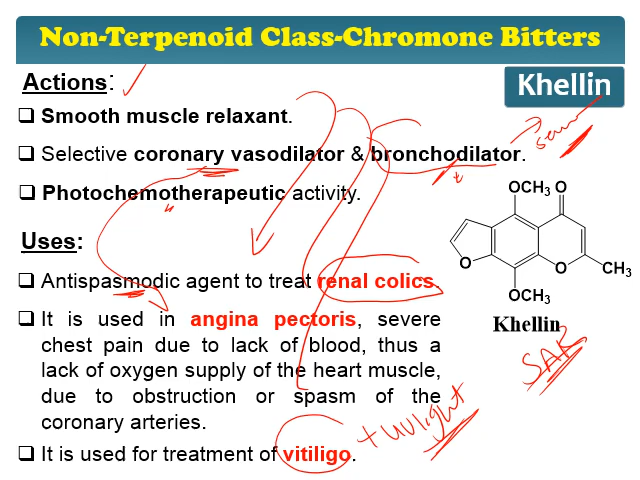 Non-Terpenoid Class-Chromone Bitters
Actions:
Khellin
❑ Smooth muscle relaxant.
❑ Selective coronary vasodilator & bronchodilator.
❑ Photochemotherapeutic activity.
Uses:
❑ Antispasmodic agent to treat renal colics.
❑ It is used in angina pectoris, severe
chest pain due to lack of blood, thus a
lack of oxygen supply of the heart muscle,
due to obstruction or spasm of the
coronary arteries.
❑ It is used for treatment of vitiligo.
+ UV light
OCH3 O
O O CH3
OCH3
Khellin
SAR